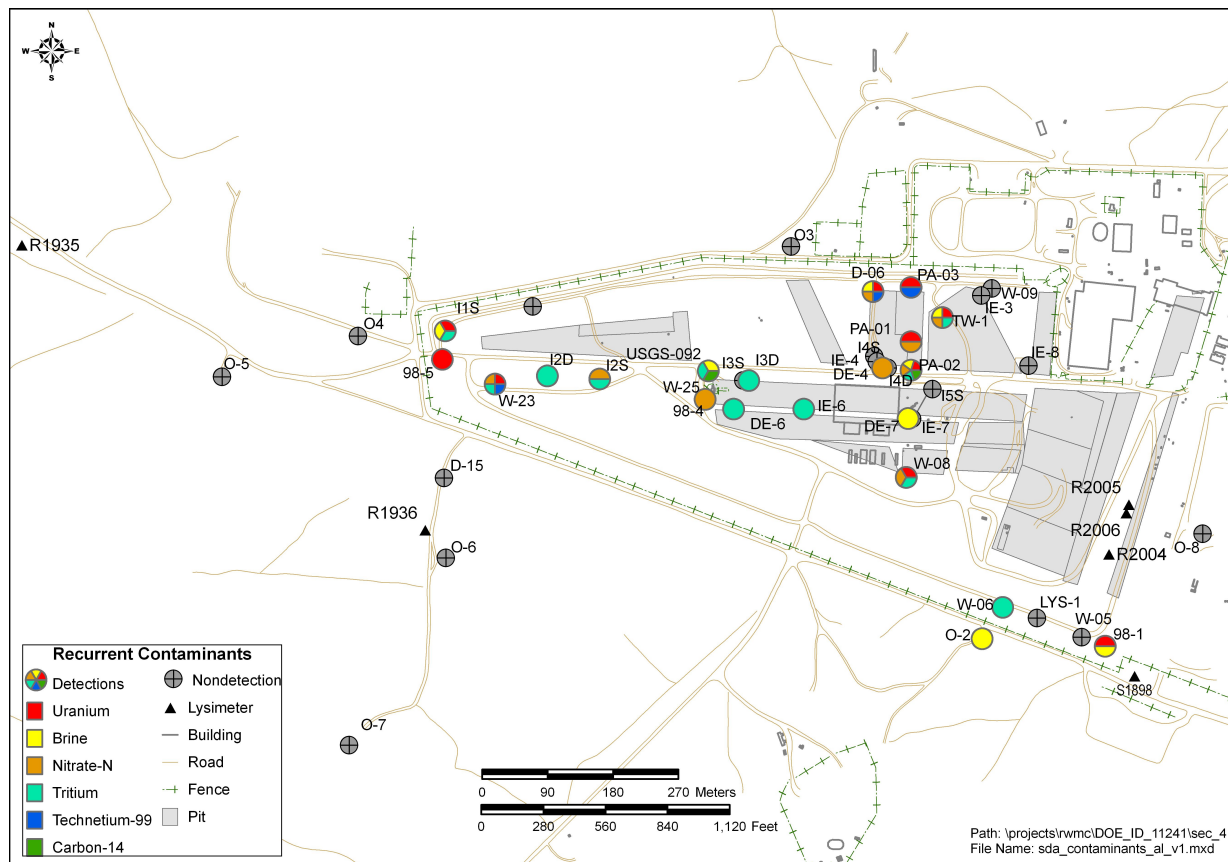 N
W E
S
R1935
O3
D-06
PA-03
W-09
IE-3
I1S
TW-1
O4
PA-01
I4S
USGS-092
I2D
I2S
I3S
I3D
IE-4
PA-02
IE-8
O-5
98-5
DE-4
I4D
W-23
W-25
I5S
98-4
DE-6
IE-6
DE-7
IE-7
W-08
D-15
R2005
R1936
R2006
O-6
R2004
O-8
W-06
LYS-1
W-05
O-2
98-1
S1898
O-7
Recurrent Contaminants
Detections
Nondetection
Uranium
Lysimeter
Brine
Building
Nitrate-N
Road
Tritium
Fence
Technetium-99
Pit
Carbon-14
0 90 180 270 Meters
0 280 560 840 1,120 Feet
Path: \projects\rwmc\DOE_ID_11241\sec_4
File Name: sda_contaminants_al_v1.mxd